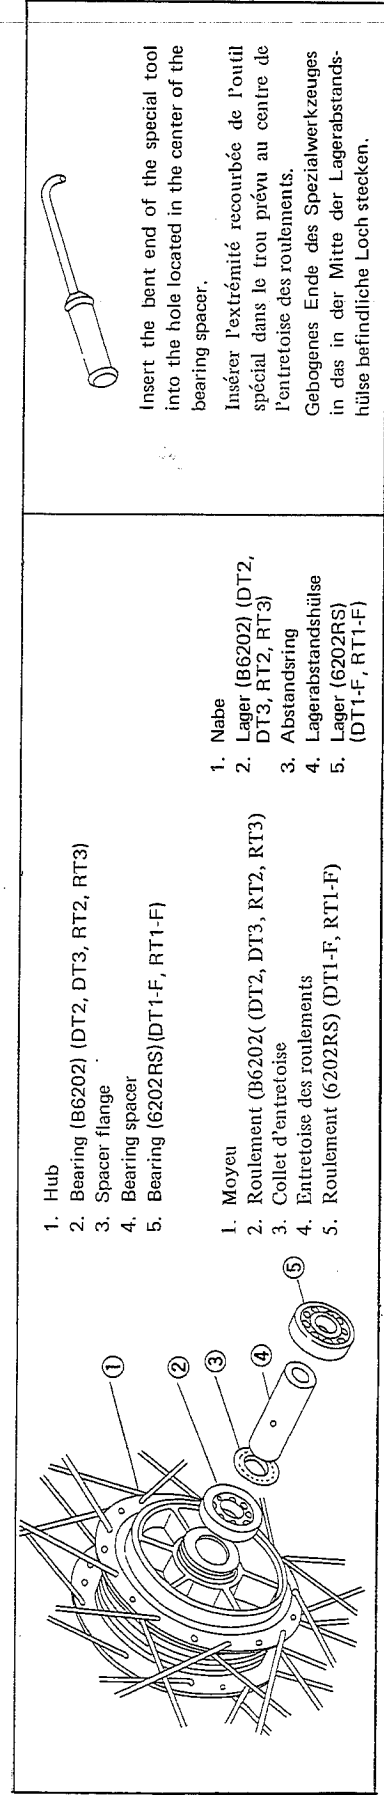 1. Hub
2. Bearing (B6202) (DT2, DT3, RT2, RT3)
3. Spacer flange
4. Bearing spacer
5. Bearing (6202RS) (DT1-F, RT1-F)
1. Moyeu
2. Roulement (B6202( (DT2, DT3, RT2, RT3)
3. Collet d'entretoise
4. Entretoise des roulements
5. Roulement (6202RS) (DT1-F, RT1-F)
1. Nabe
2. Lager (B6202) (DT2,
DT3, RT2, RT3)
3. Abstandsring
4. Lagerabstandshülse
5. Lager (6202RS)
(DT1-F, RT1-F)
①
②
③
④
⑤
Insert the bent end of the special tool
into the hole located in the center of the
bearing spacer.
Insérer l'extrémité recourbée de l'outil
spécial dans le trou prévu au centre de
l'entretoise des roulements.
Gebogenes Ende des Spezialwerkzeuges
in das in der Mitte der Lagerabstands-
hülse befindliche Loch stecken.